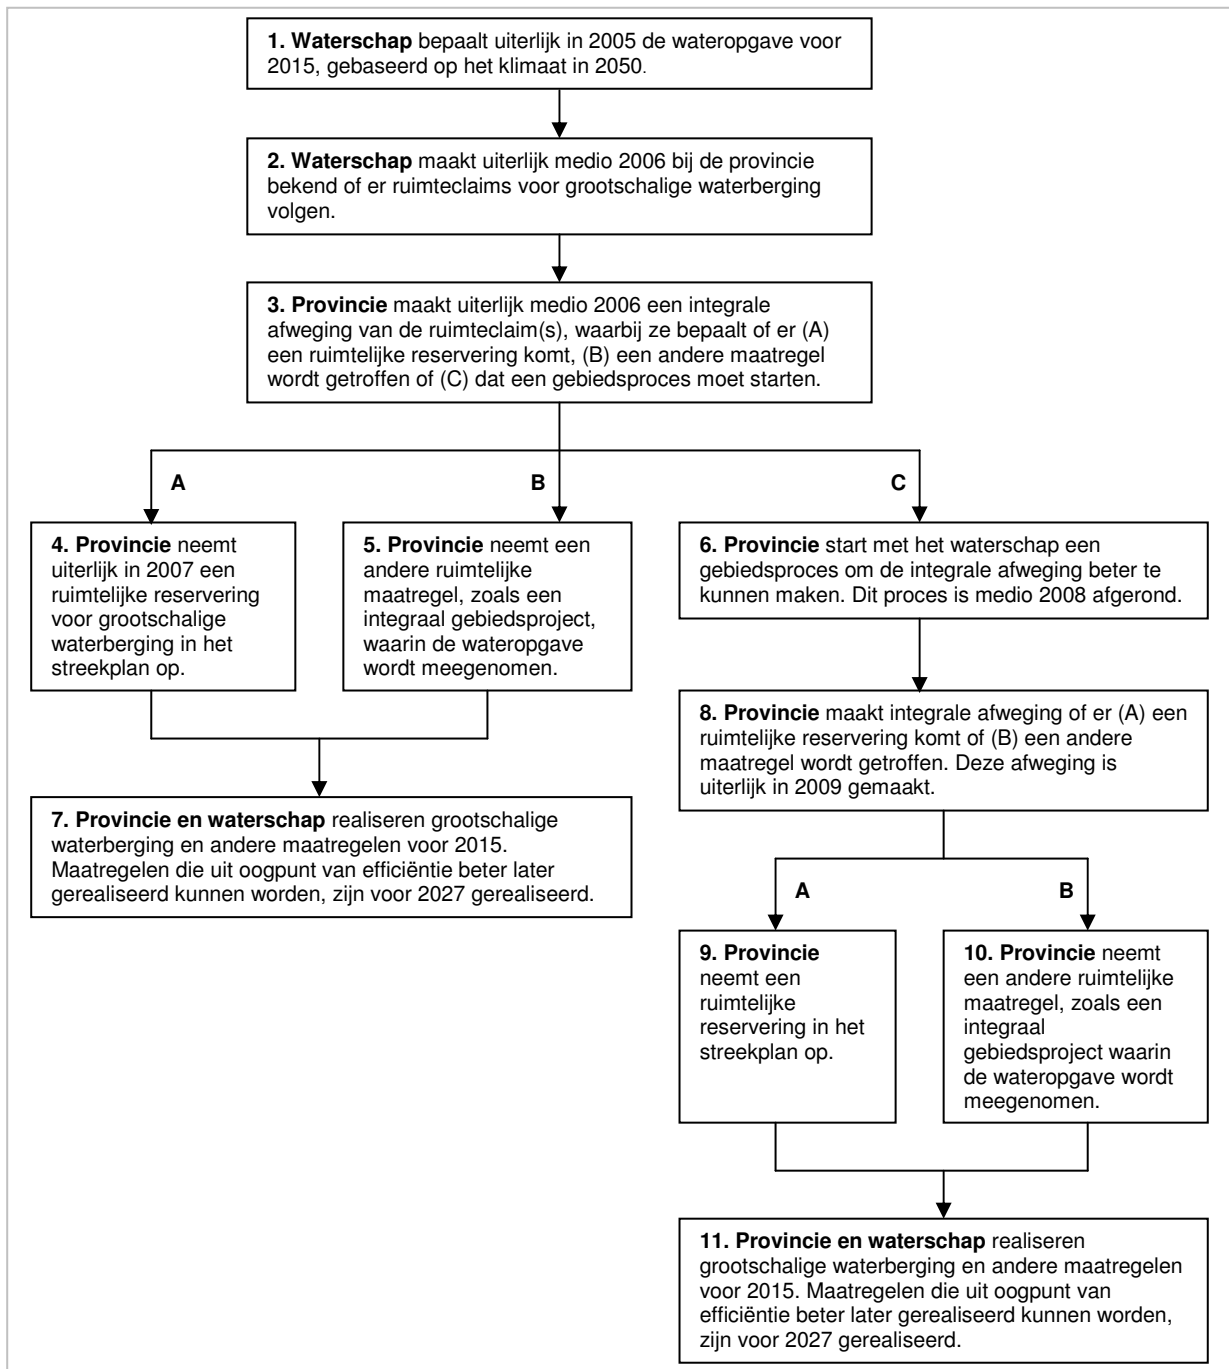 1. Waterschap bepaalt uiterlijk in 2005 de wateropgave voor
2015, gebaseerd op het klimaat in 2050.
2. Waterschap maakt uiterlijk medio 2006 bij de provincie
bekend of er ruimteclaims voor grootschalige waterberging
volgen.
3. Provincie maakt uiterlijk medio 2006 een integrale
afweging van de ruimteclaim(s), waarbij ze bepaalt of er (A)
een ruimtelijke reservering komt, (B) een andere maatregel
wordt getroffen of (C) dat een gebiedsproces moet starten.
A
B
C
4. Provincie neemt
uiterlijk in 2007 een
ruimtelijke reservering
voor grootschalige
waterberging in het
streekplan op.
5. Provincie neemt een
andere ruimtelijke
maatregel, zoals een
integraal gebiedsproject,
waarin de wateropgave
wordt meegenomen.
6. Provincie start met het waterschap een
gebiedsproces om de integrale afweging beter te
kunnen maken. Dit proces is medio 2008 afgerond.
7. Provincie en waterschap realiseren grootschalige
waterberging en andere maatregelen voor 2015.
Maatregelen die uit oogpunt van efficiëntie beter later
gerealiseerd kunnen worden, zijn voor 2027 gerealiseerd.
8. Provincie maakt integrale afweging of er (A) een
ruimtelijke reservering komt of (B) een andere
maatregel wordt getroffen. Deze afweging is
uiterlijk in 2009 gemaakt.
A
B
9. Provincie
neemt een
ruimtelijke
reservering in het
streekplan op.
10. Provincie neemt
een andere ruimtelijke
maatregel, zoals een
integraal
gebiedsproject waarin
de wateropgave wordt
meegenomen.
11. Provincie en waterschap realiseren
grootschalige waterberging en andere maatregelen
voor 2015. Maatregelen die uit oogpunt van
efficiëntie beter later gerealiseerd kunnen worden,
zijn voor 2027 gerealiseerd.